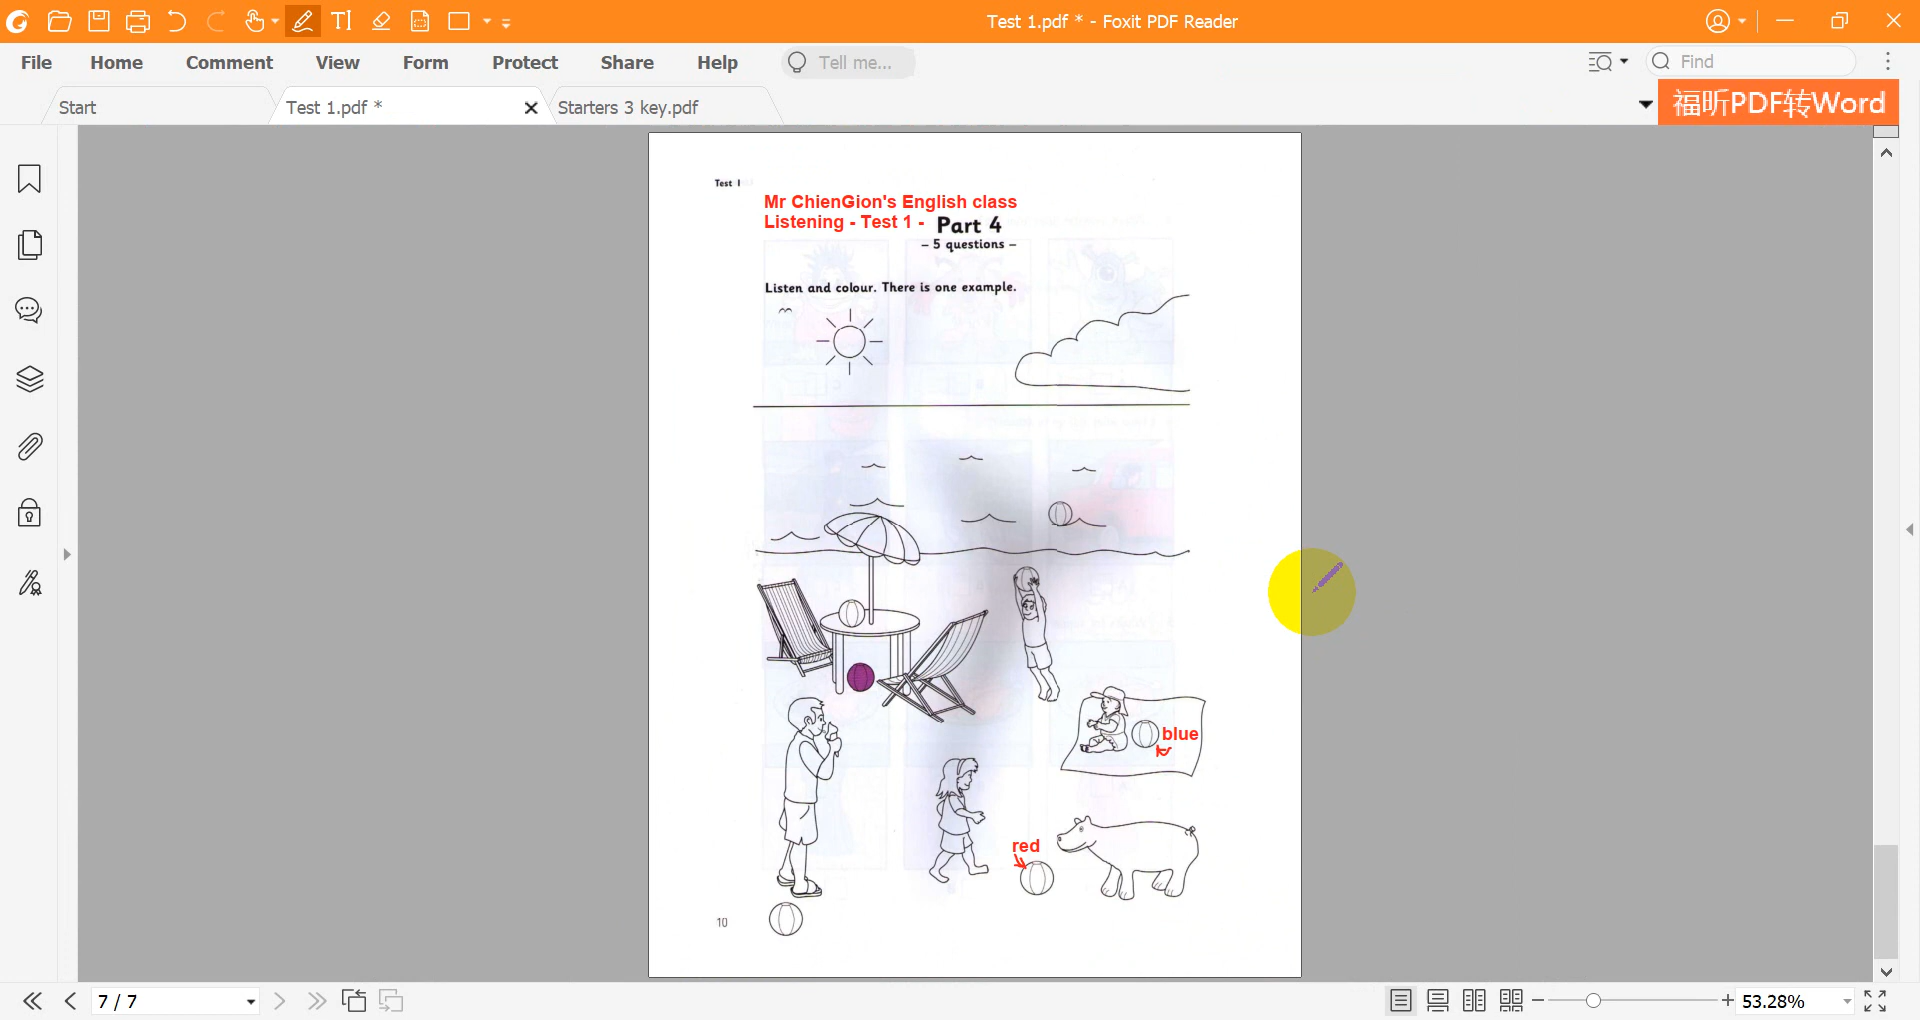 TI
Test 1.pdf * - Foxit PDF Reader
File Home Comment View Form Protect Share Help Tell me... Find
Start Test 1.pdf * Starters 3 key.pdf 福昕PDF转Word
Test 1
Mr ChienGion's English class
Listening - Test 1 - Part 4
– 5 questions –
Listen and colour. There is one example.
blue
red
10
7 / 7 53.28%